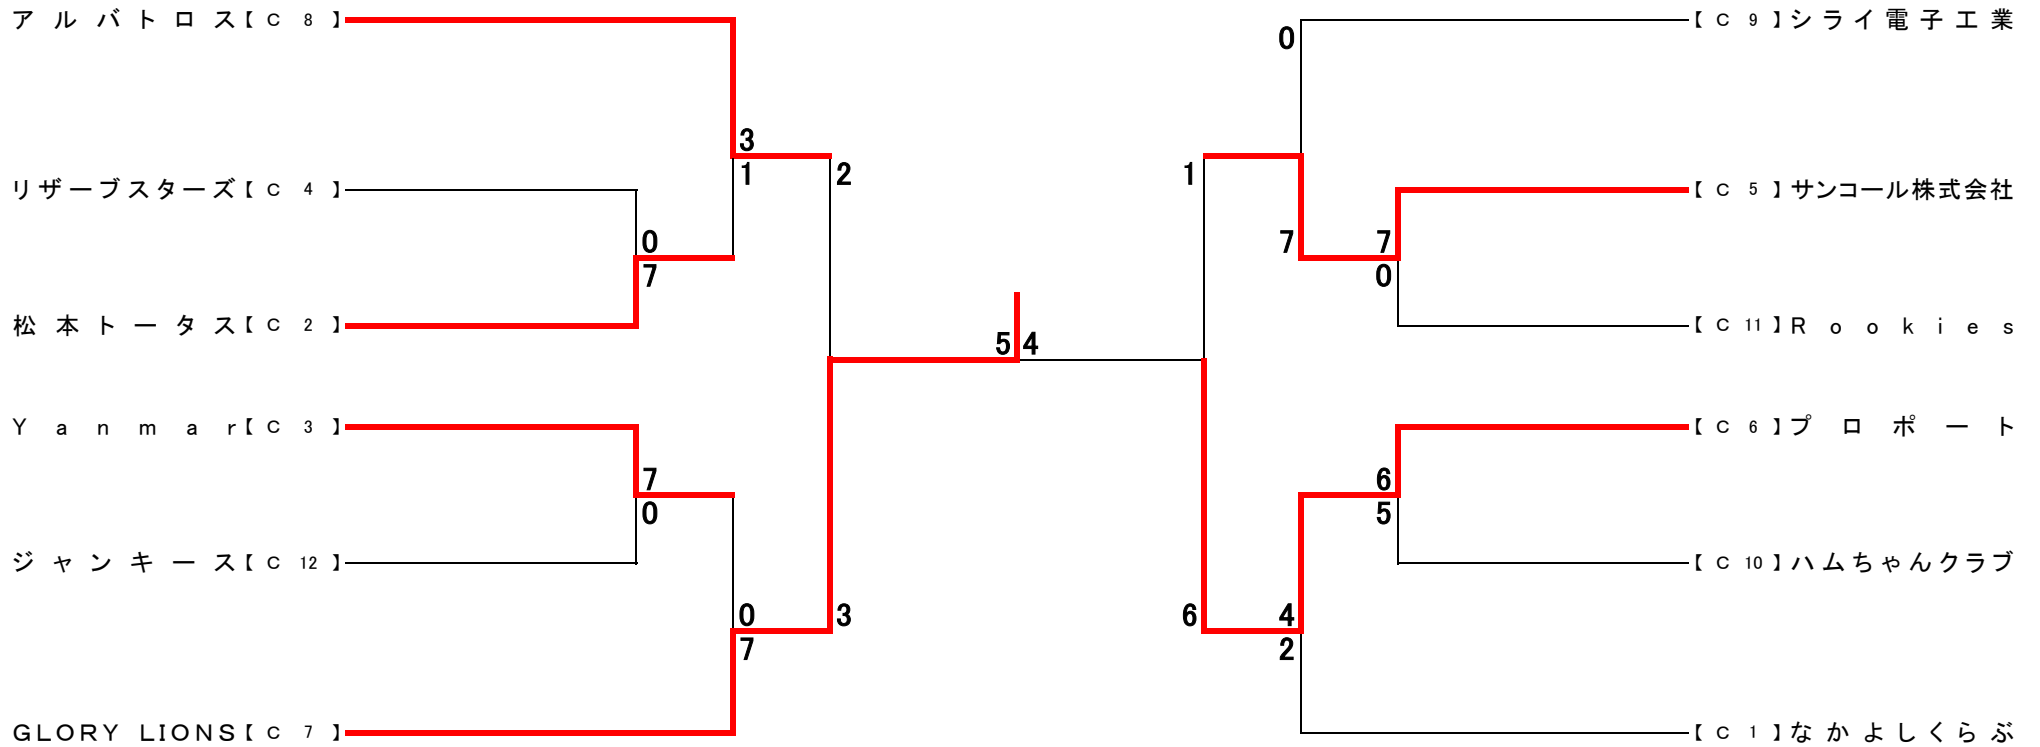 アルバトロス【 C 8 】
【 C 9 】シライ電子工業
0
3
1
2
1
リザーブスターズ【 C 4 】
【 C 5 】サンコール株式会社
0
7
7
7
0
松本トータス【 C 2 】
5 4
【 C 11 】Rookies
Yanmar【 C 3 】
【 C 6 】プロポート
7
0
6
5
ジャンキース【 C 12 】
【 C 10 】ハムちゃんクラブ
0
7
3
6
4
2
GLORY LIONS【 C 7 】
【 C 1 】なかよしくらぶ